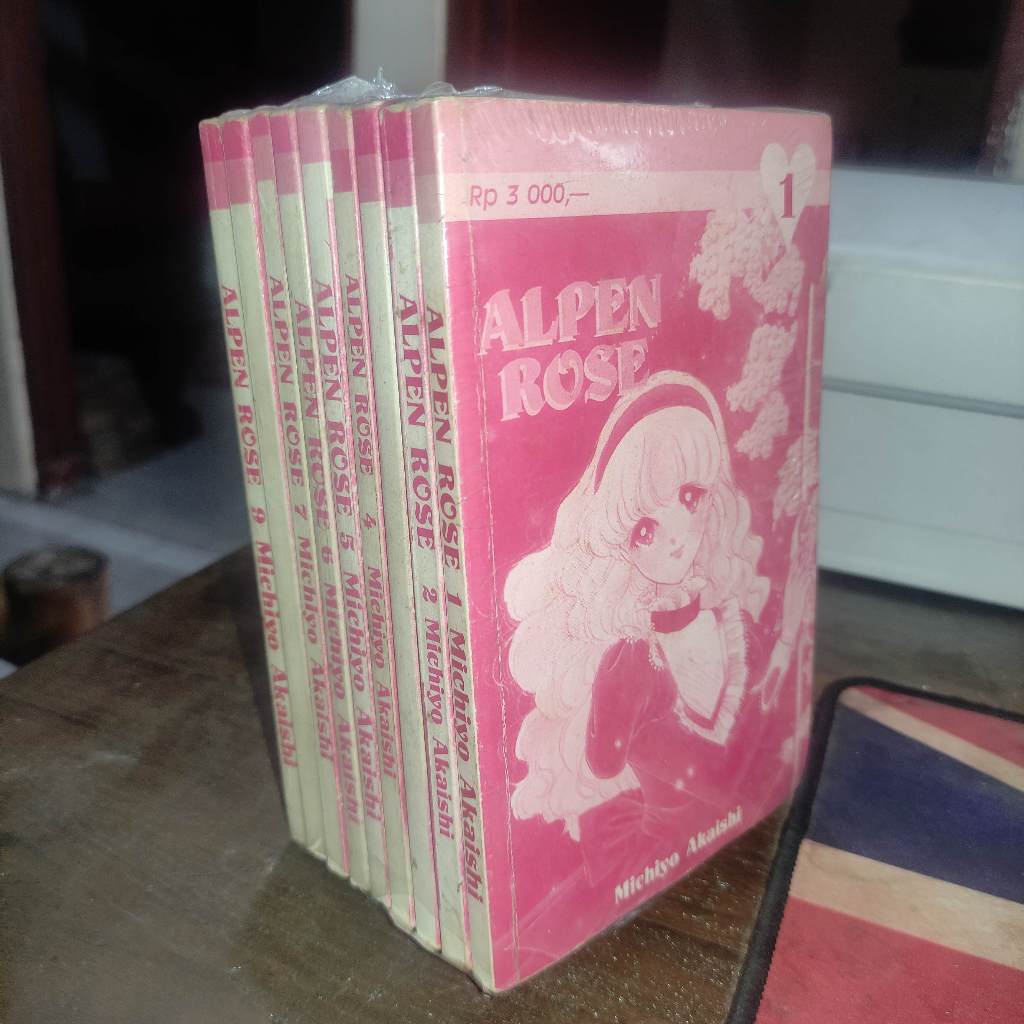 Rp 3 000,—
1
ALPEN
ROSE
Michiyo Akaishi
ALPEN ROSE 1 Michiyo Akaishi
ALPEN ROSE 2 Michiyo Akaishi
ALPEN ROSE 4 Michiyo Akaishi
ALPEN ROSE 5 Michiyo Akaishi
ALPEN ROSE 6 Michiyo Akaishi
ALPEN ROSE 7 Michiyo Akaishi
ALPEN ROSE 9 Michiyo Akaishi